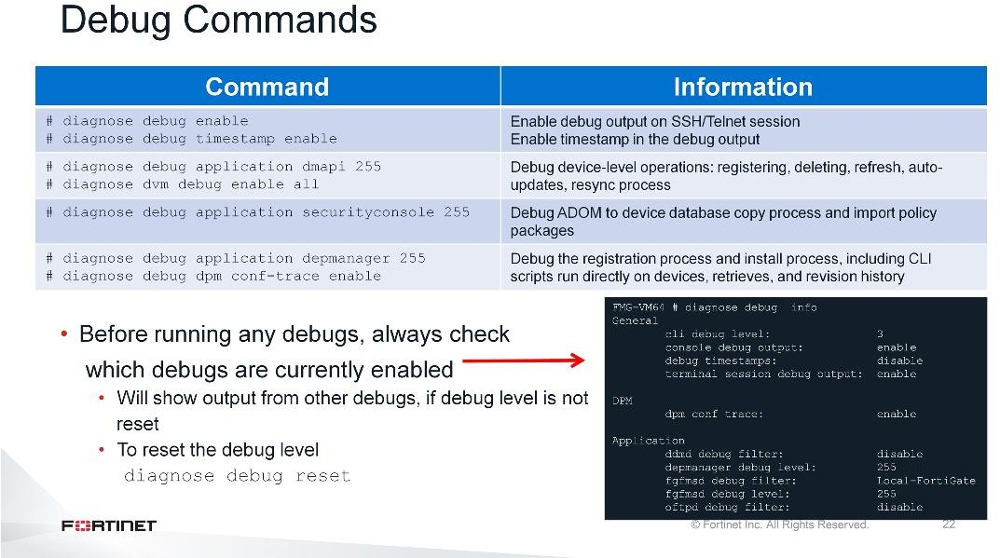 Debug Commands
Command
Information
# diagnose debug enable
# diagnose debug timestamp enable
Enable debug output on SSH/Telnet session
Enable timestamp in the debug output
# diagnose debug application dmapi 255
# diagnose dvm debug enable all
Debug device-level operations: registering, deleting, refresh, auto-
updates, resync process
# diagnose debug application securityconsole 255
Debug ADOM to device database copy process and import policy
packages
# diagnose debug application depmanager 255
# diagnose debug dpm conf-trace enable
Debug the registration process and install process, including CLI
scripts run directly on devices, retrieves, and revision history
• Before running any debugs, always check
which debugs are currently enabled
• Will show output from other debugs, if debug level is not
reset
• To reset the debug level
diagnose debug reset
FMG-VM64 # diagnose debug info
General
cli debug level: 3
console debug output: enable
debug timestamps: disable
terminal session debug output: enable
DPM
dpm conf trace: enable
Application
ddmd debug filter: disable
depmanager debug level: 255
fgfmsd debug filter: Local-FortiGate
fgfmsd debug level: 255
oftpd debug filter: disable
FORTINET
© Fortinet Inc. All Rights Reserved.
22